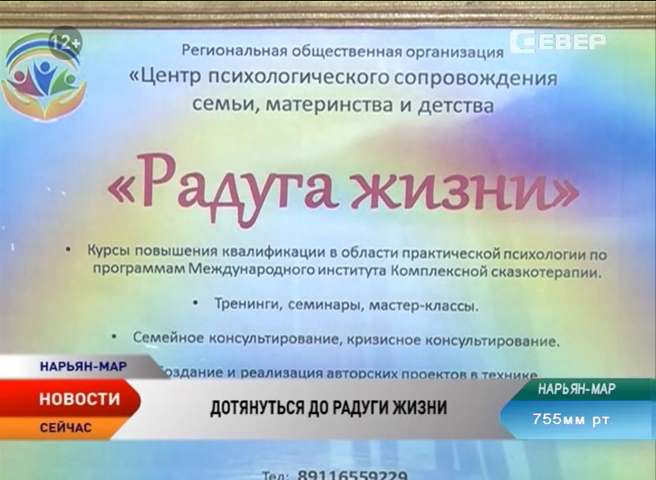 12+
СЕВЕР
Региональная общественная организация
«Центр психологического сопровождения
семьи, материнства и детства
«Радуга жизни»
• Курсы повышения квалификации в области практической психологии по
программам Международного института Комплексной сказкотерапии.
• Тренинги, семинары, мастер-классы.
• Семейное консультирование, кризисное консультирование.
Создание и реализация авторских проектов в технике
НАРЬЯН-МАР
НОВОСТИ
СЕЙЧАС
ДОТЯНУТЬСЯ ДО РАДУГИ ЖИЗНИ
НАРЬЯН-МАР
755мм рт.
Тел: 89116559229